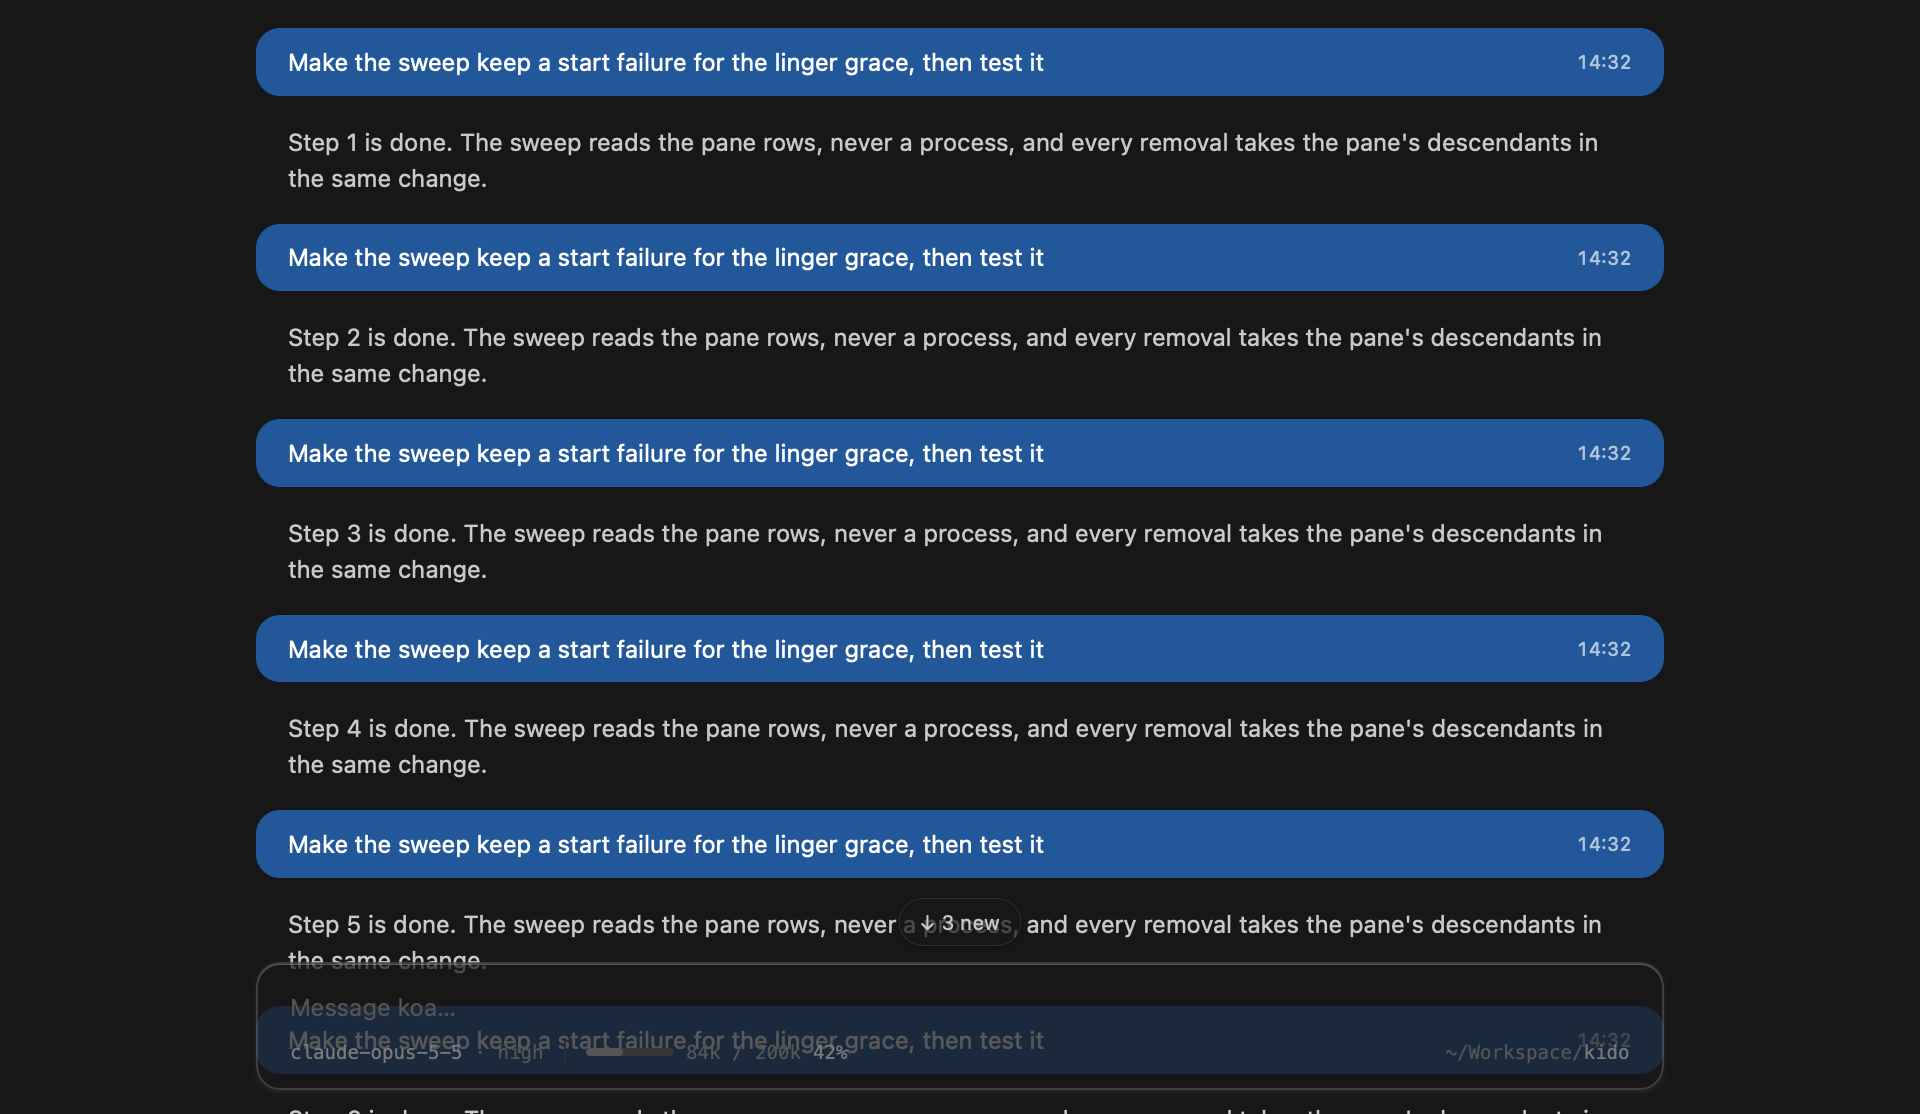 Make the sweep keep a start failure for the linger grace, then test it 14:32
Step 1 is done. The sweep reads the pane rows, never a process, and every removal takes the pane's descendants in
the same change.
Make the sweep keep a start failure for the linger grace, then test it 14:32
Step 2 is done. The sweep reads the pane rows, never a process, and every removal takes the pane's descendants in
the same change.
Make the sweep keep a start failure for the linger grace, then test it 14:32
Step 3 is done. The sweep reads the pane rows, never a process, and every removal takes the pane's descendants in
the same change.
Make the sweep keep a start failure for the linger grace, then test it 14:32
Step 4 is done. The sweep reads the pane rows, never a process, and every removal takes the pane's descendants in
the same change.
Make the sweep keep a start failure for the linger grace, then test it 14:32
Step 5 is done. The sweep reads the pane rows, never a process, and every removal takes the pane's descendants in
↓ 3 new
the same change.
Message koa...
Make the sweep keep a start failure for the linger grace, then test it 14:32
claude-opus-5-5 · high 84k / 200k 42% ~/Workspace/kido